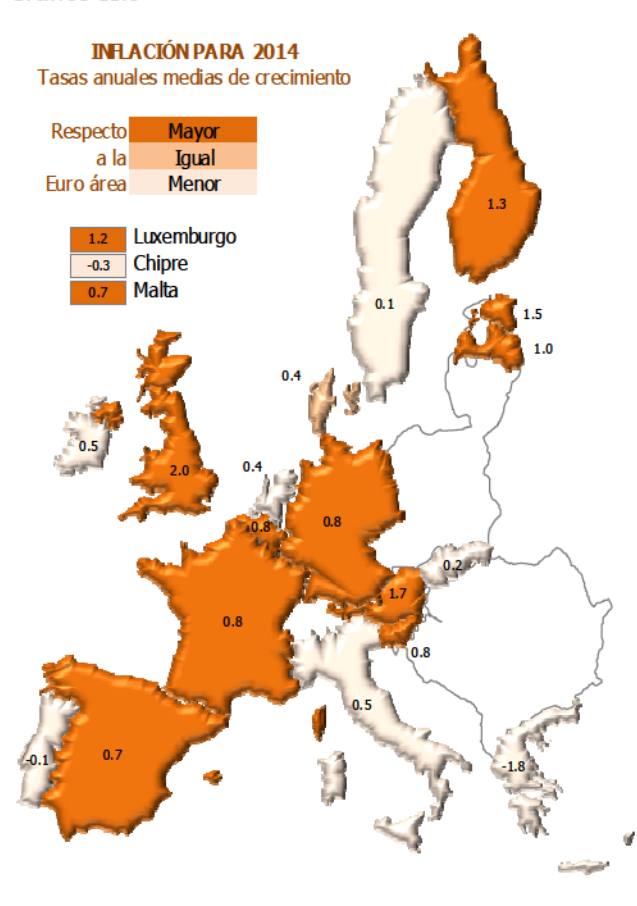 INFLACIÓN PARA 2014
Tasas anuales medias de crecimiento
Respecto Mayor
a la Igual
Euro área Menor
1.2 Luxemburgo
-0.3 Chipre
0.7 Malta
1.3
0.1
1.5
1.0
0.4
0.5
2.0
0.4
0.8
0.8
0.2
1.7
0.8
0.8
0.5
-0.1
0.7
-1.8